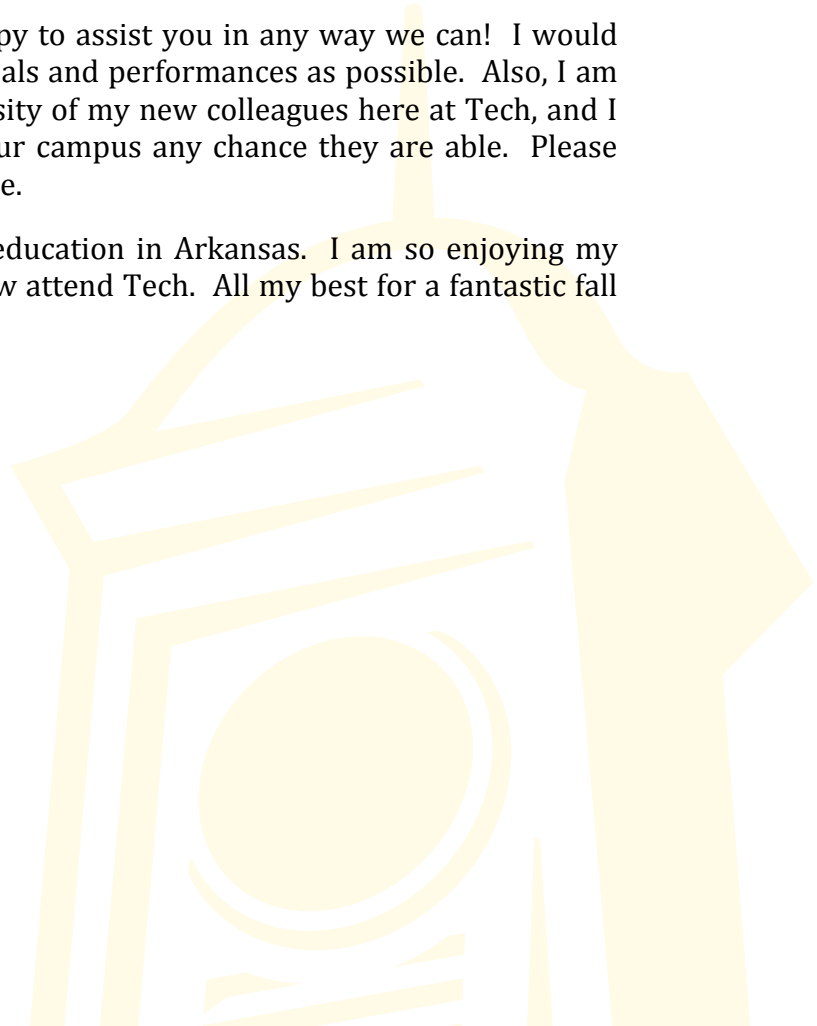 py to assist you in any way we can!  I would
als and performances as possible.  Also, I am
sity of my new colleagues here at Tech, and I
ur campus any chance they are able.  Please
e.
education in Arkansas.  I am so enjoying my
w attend Tech.  All my best for a fantastic fall